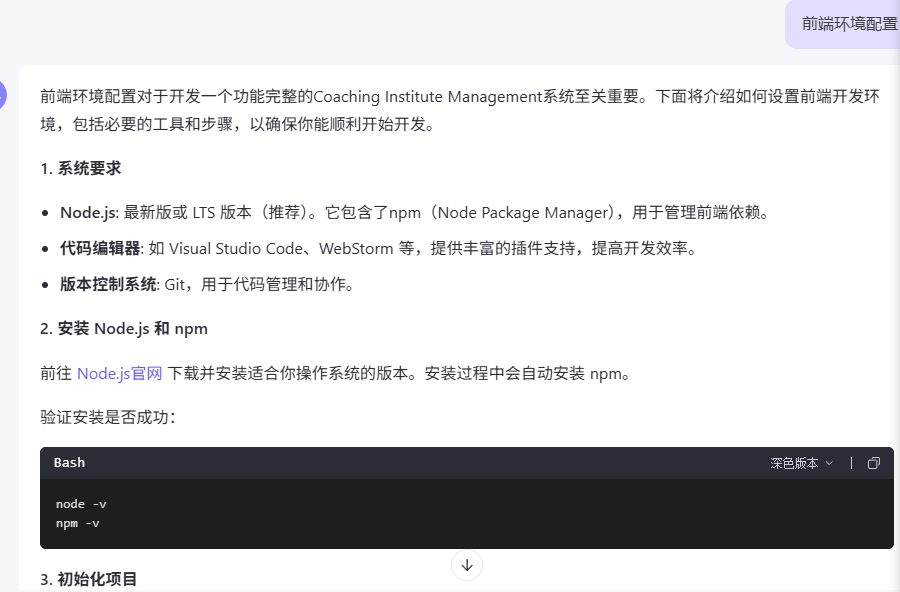 前端环境配置
前端环境配置对于开发一个功能完整的Coaching Institute Management系统至关重要。下面将介绍如何设置前端开发环
境，包括必要的工具和步骤，以确保你能顺利开始开发。
1. 系统要求
• Node.js: 最新版或 LTS 版本（推荐）。它包含了npm（Node Package Manager），用于管理前端依赖。
• 代码编辑器: 如 Visual Studio Code、WebStorm 等，提供丰富的插件支持，提高开发效率。
• 版本控制系统: Git，用于代码管理和协作。
2. 安装 Node.js 和 npm
前往 Node.js官网 下载并安装适合你操作系统的版本。安装过程中会自动安装 npm。
验证安装是否成功：
Bash 深色版本
node -v
npm -v
3. 初始化项目